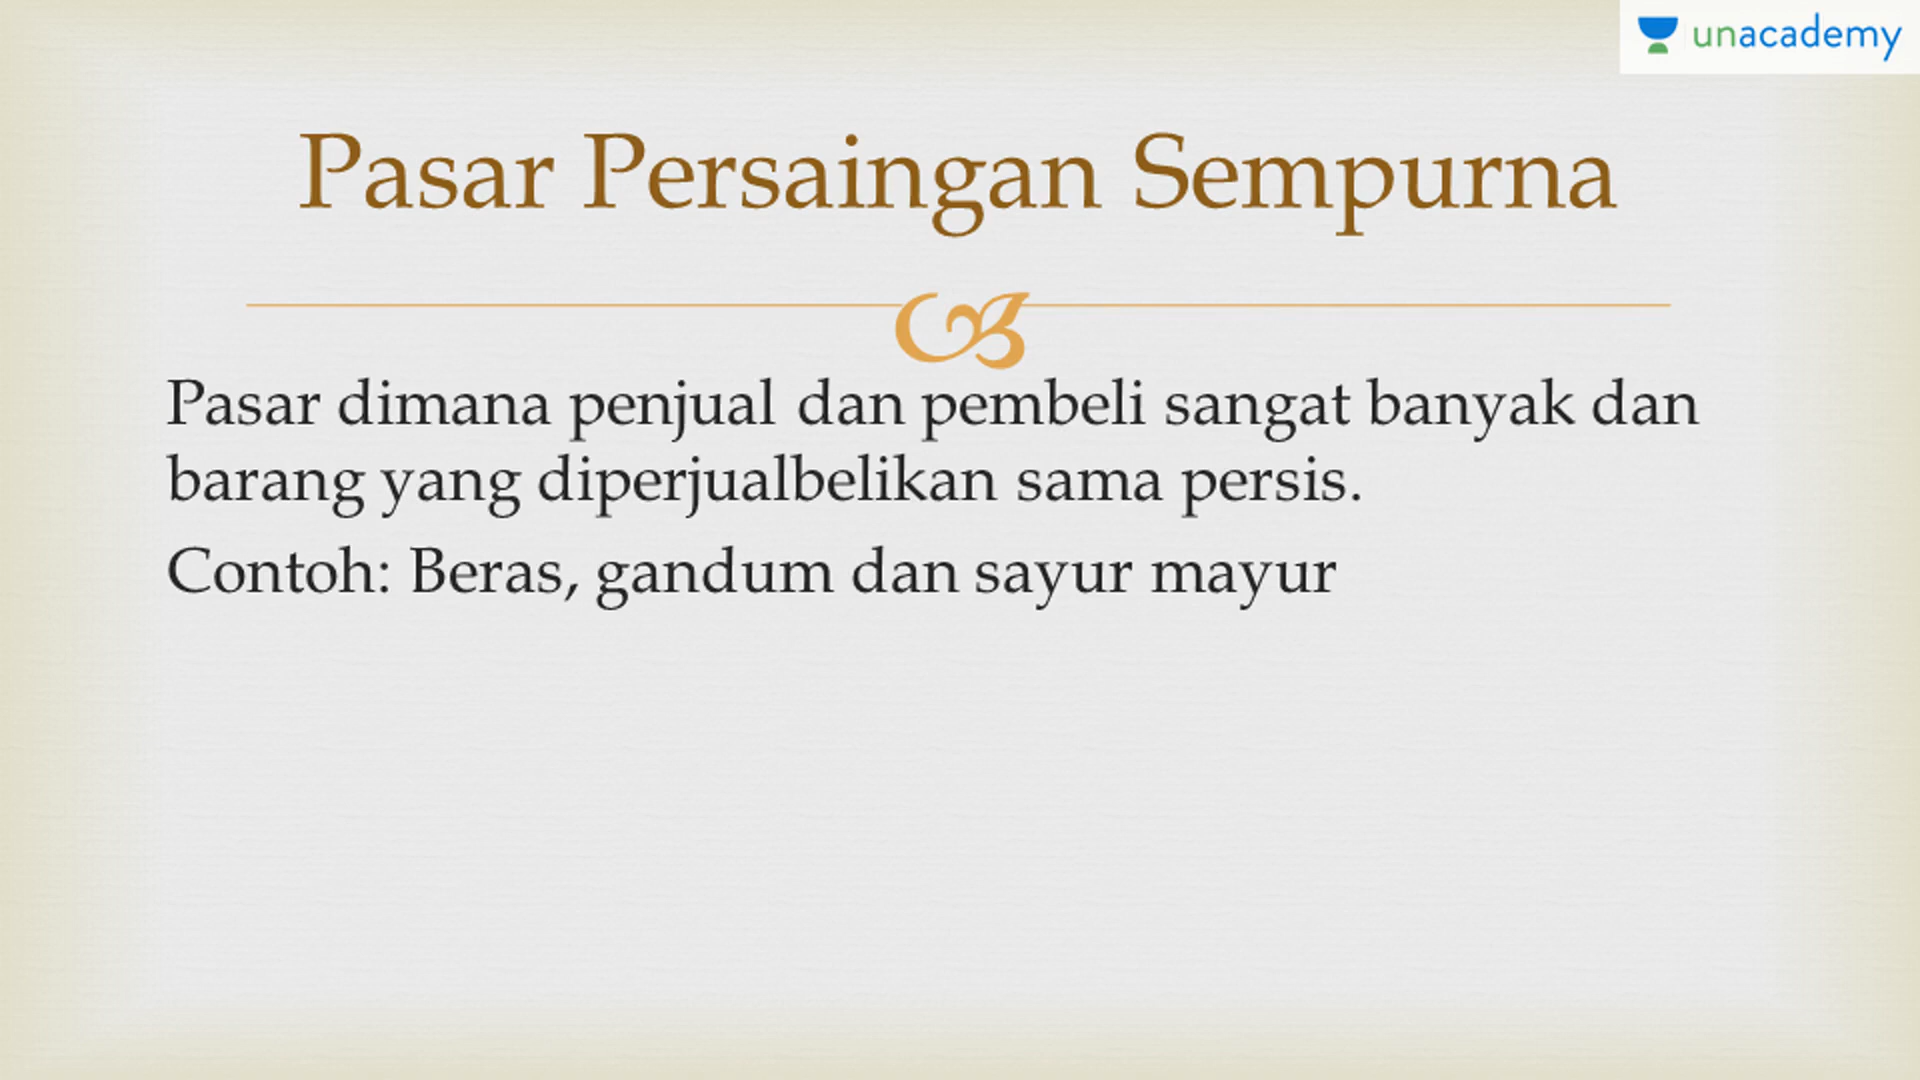 unacademy
Pasar Persaingan Sempurna
Pasar dimana penjual dan pembeli sangat banyak dan
barang yang diperjualbelikan sama persis.
Contoh: Beras, gandum dan sayur mayur